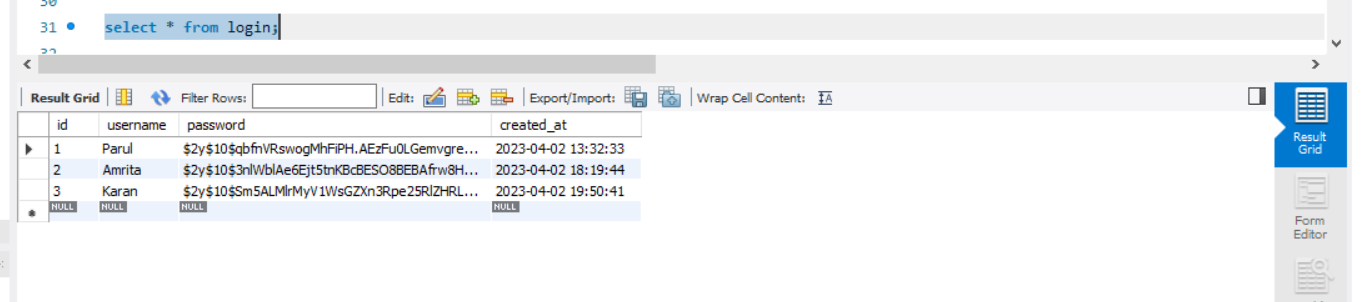 30
31 select * from login;
32
Result Grid Filter Rows: Edit: Export/Import: Wrap Cell Content: IA
id username password created_at
1 Parul $2y$10$qbfnVRswogMhFiPH.AEzFu0LGemvgre... 2023-04-02 13:32:33
2 Amrita $2y$10$3nlWblAe6Ejt5tnKBcBESO8BEBAfrw8H... 2023-04-02 18:19:44
3 Karan $2y$10$Sm5ALMlrMyV1WsGZXn3Rpe25RlZHRL... 2023-04-02 19:50:41
NULL NULL NULL NULL
Result
Grid
Form
Editor